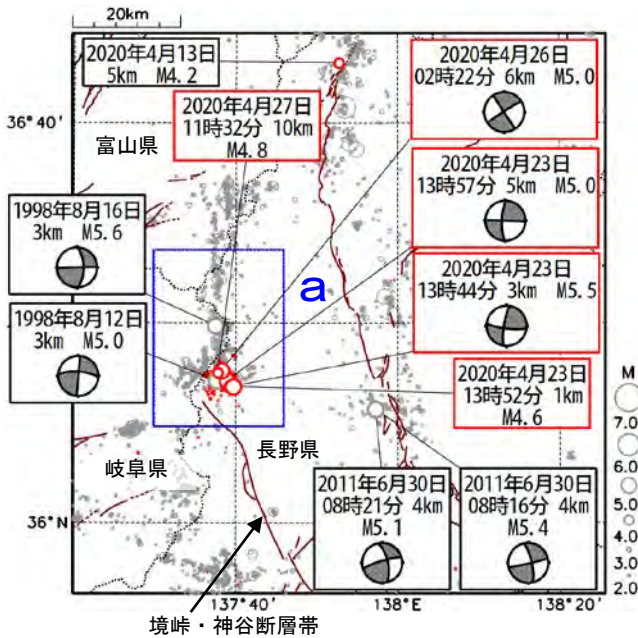 20km
2020年4月13日
5km M4.2
2020年4月26日
02時22分 6km M5.0
2020年4月27日
11時32分 10km
M4.8
36°40'
富山県
2020年4月23日
13時57分 5km M5.0
1998年8月16日
3km M5.6
a
2020年4月23日
13時44分 3km M5.5
1998年8月12日
3km M5.0
2020年4月23日
13時52分 1km
M4.6
M
7.0
6.0
5.0
4.0
3.0
2.0
長野県
岐阜県
2011年6月30日
08時21分 4km
M5.1
2011年6月30日
08時16分 4km
M5.4
36°N
137°40'
138°E
138°20'
境峠・神谷断層帯